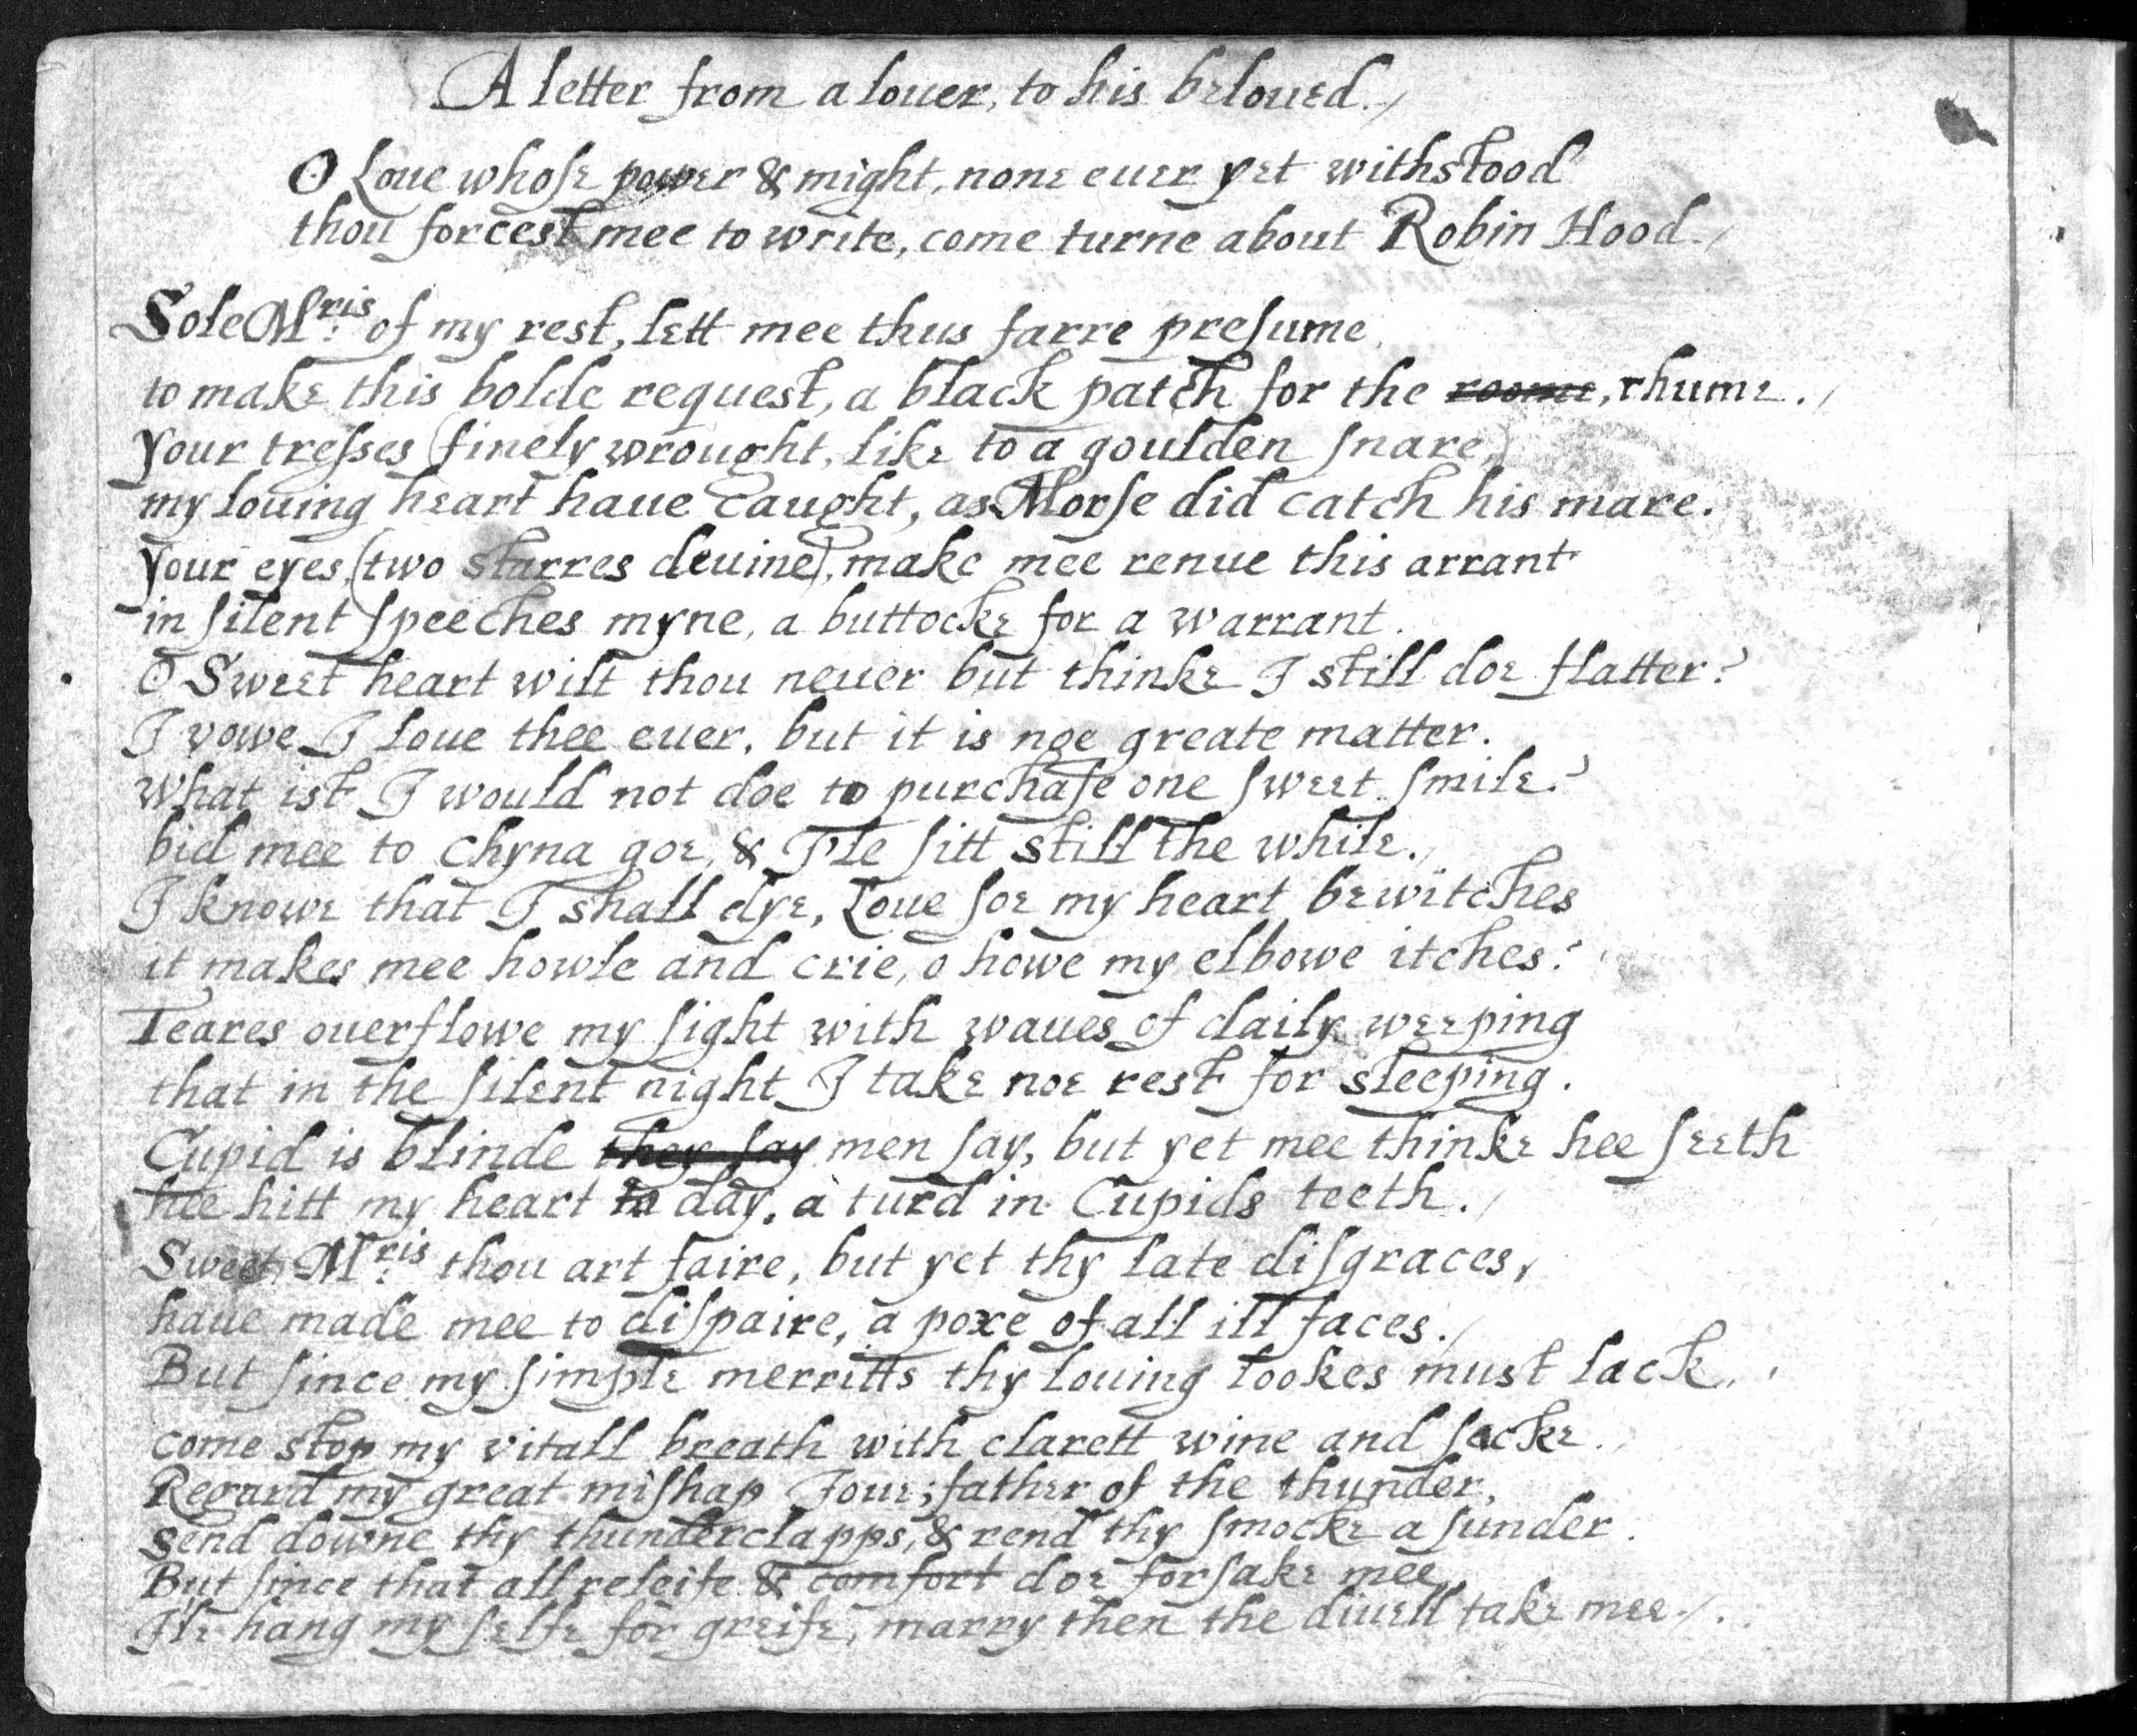 A letter from a louer, to his beloued./
O Loue whose power & might, none euer yet withstood
thou forcest mee to write, come turne about Robin Hood./
Sole Mris: of my rest, lett mee thus farre presume,
to make this bolde request, a black patch for the roome, rhume./
Your tresses (finely wrought, like to a goulden snare,)
my louing heart haue caught, as Morse did catch his mare.
Your eyes, (two starres deuine), make mee renue this arrant
in silent speeches myne, a buttocke for a warrant.
O Sweet heart wilt thou neuer but thinke I still doe flatter?
I vowe I loue thee euer, but it is noe greate matter.
What ist I would not doe to purchase one sweet smile?
bid mee to Chyna goe, & I'le sitt still the while./
I knowe that I shall dye, Loue soe my heart bewitches
it makes mee howle and crie, o howe my elbowe itches!
Teares ouerflowe my sight with waues of daily weeping
that in the silent night I take noe rest for sleeping.
Cupid is blinde they say men say, but yet mee thinke hee seeth
hee hitt my heart to day, a turd in Cupids teeth./
Sweet Mris: thou art faire, but yet thy late disgraces,
haue made mee to dispaire, a poxe of all ill faces./
But since my simple merritts thy louing lookes must lack,
come stop my vitall breath with clarett wine and sacke.
Regard my great mishap Ioue; father of the thunder,
send downe thy thunderclapps, & rend thy smocke a sunder.
But since that all releife & comfort doe forsake mee,
I'le hang my selfe for greife, marry then the diuell take mee./.